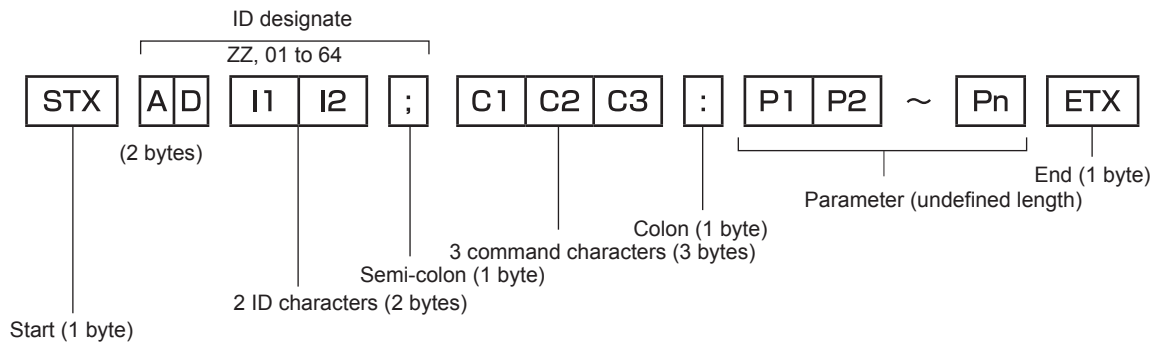 ID designate
ZZ, 01 to 64
STX A D I1 I2 ; C1 C2 C3 : P1 P2 ～ Pn ETX
(2 bytes)
End (1 byte)
Parameter (undefined length)
Colon (1 byte)
3 command characters (3 bytes)
Semi-colon (1 byte)
2 ID characters (2 bytes)
Start (1 byte)